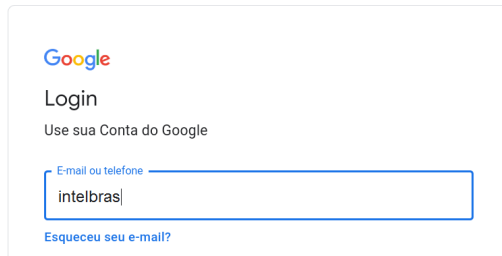 Google
Login
Use sua Conta do Google
E-mail ou telefone
intelbras
Esqueceu seu e-mail?